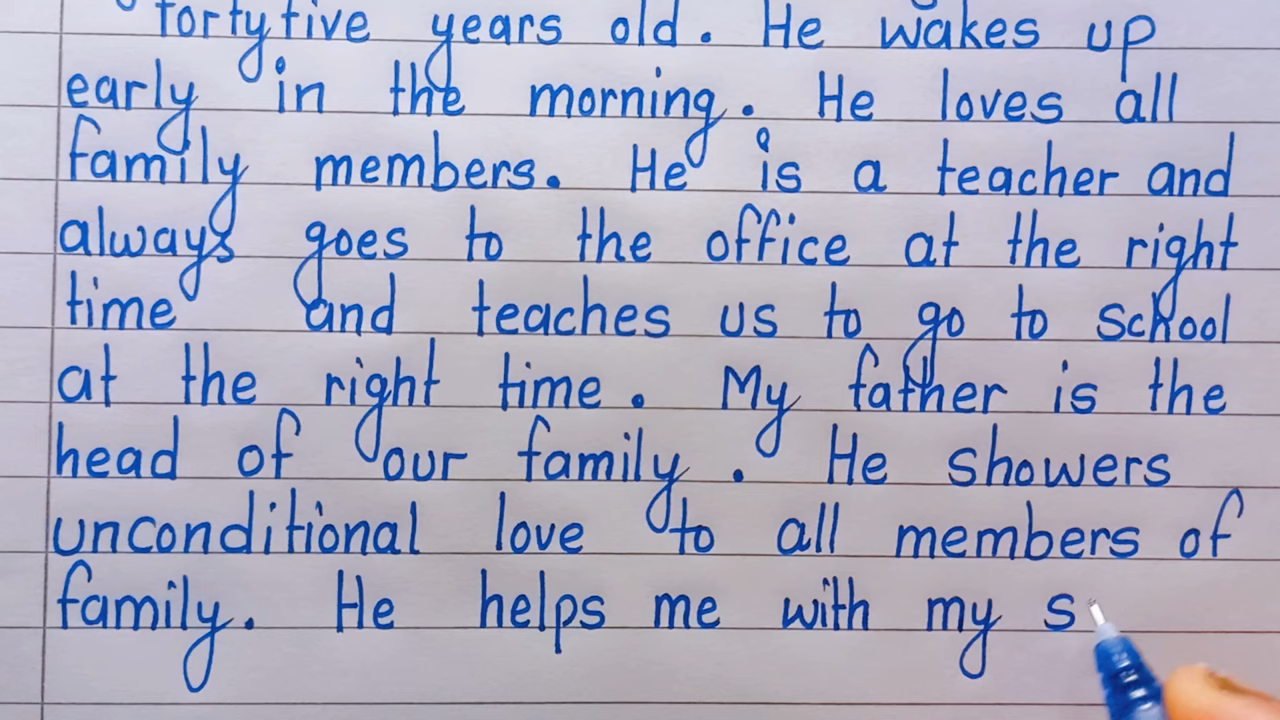 fortyfive years old. He wakes up
early in the morning. He loves all
family members. He is a teacher and
always goes to the office at the right
time and teaches us to go to school
at the right time. My father is the
head of our family. He showers
unconditional love to all members of
family. He helps me with my s